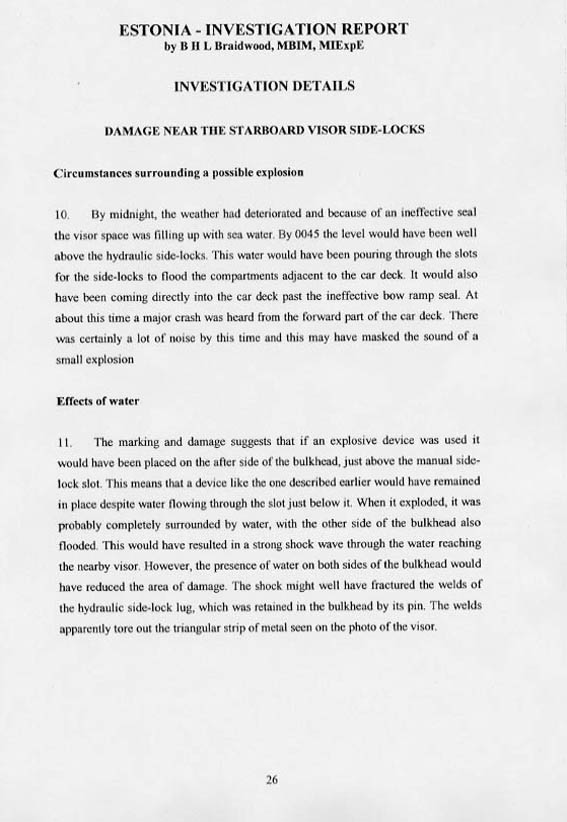 ESTONIA - INVESTIGATION REPORT
by B H L Braidwood, MBIM, MIExpE
INVESTIGATION DETAILS
DAMAGE NEAR THE STARBOARD VISOR SIDE-LOCKS
Circumstances surrounding a possible explosion
10. By midnight, the weather had deteriorated and because of an ineffective seal
the visor space was filling up with sea water. By 0045 the level would have been well
above the hydraulic side-locks. This water would have been pouring through the slots
for the side-locks to flood the compartments adjacent to the car deck. It would also
have been coming directly into the car deck past the ineffective bow ramp seal. At
about this time a major crash was heard from the forward part of the car deck. There
was certainly a lot of noise by this time and this may have masked the sound of a
small explosion
Effects of water
11. The marking and damage suggests that if an explosive device was used it
would have been placed on the after side of the bulkhead, just above the manual side-
lock slot. This means that a device like the one described earlier would have remained
in place despite water flowing through the slot just below it. When it exploded, it was
probably completely surrounded by water, with the other side of the bulkhead also
flooded. This would have resulted in a strong shock wave through the water reaching
the nearby visor. However, the presence of water on both sides of the bulkhead would
have reduced the area of damage. The shock might well have fractured the welds of
the hydraulic side-lock lug, which was retained in the bulkhead by its pin. The welds
apparently tore out the triangular strip of metal seen on the photo of the visor.
26